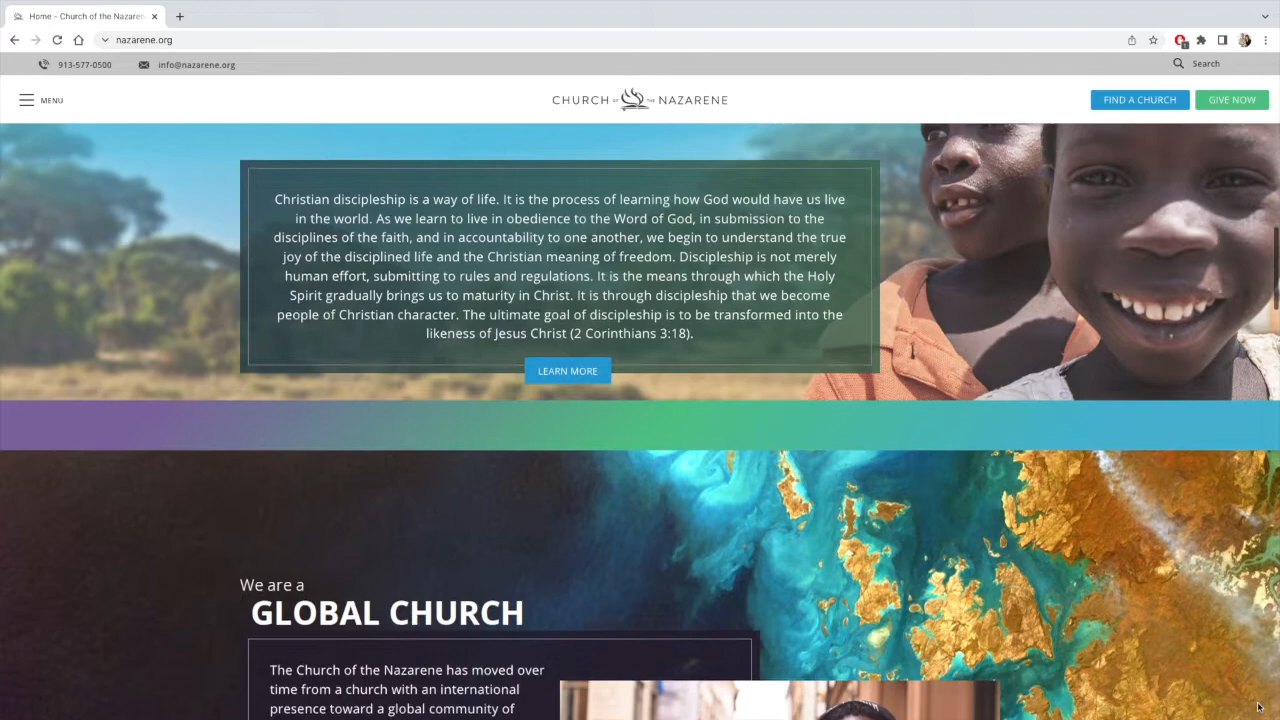 Home - Church of the Nazaren
nazarene.org
913-577-0500
info@nazarene.org
Search
MENU
CHURCH OF THE NAZARENE
FIND A CHURCH
GIVE NOW
Christian discipleship is a way of life. It is the process of learning how God would have us live
in the world. As we learn to live in obedience to the Word of God, in submission to the
disciplines of the faith, and in accountability to one another, we begin to understand the true
joy of the disciplined life and the Christian meaning of freedom. Discipleship is not merely
human effort, submitting to rules and regulations. It is the means through which the Holy
Spirit gradually brings us to maturity in Christ. It is through discipleship that we become
people of Christian character. The ultimate goal of discipleship is to be transformed into the
likeness of Jesus Christ (2 Corinthians 3:18).
LEARN MORE
We are a
GLOBAL CHURCH
The Church of the Nazarene has moved over
time from a church with an international
presence toward a global community of